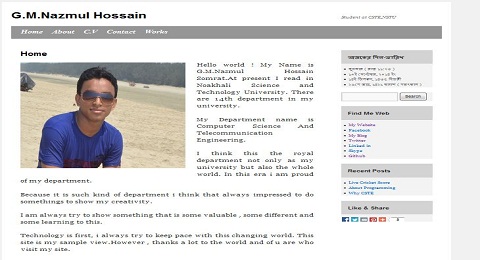 G.M.Nazmul Hossain
Student of CSTE,NSTU
Home About C.V Contact Works
Home
Hello world ! My Name is
G.M.Nazmul Hossain
Somrat.At present I read in
Noakhali Science and
Technology University. There
are 14th department in my
university.
My Department name is
Computer Science And
Telecommunication
Engineering.
I think this the royal
department not only as my
university but also the whole
world. In this era i am proud
of my department.
Because it is such kind of department i think that always impressed to do
somethings to show my creativity.
I am always try to show something that is some valuable , some different and
some learning to this.
Technology is first, i always try to keep pace with this changing world. This
site is my sample view.However , thanks a lot to the world and of u are who
visit my site.
Search
Find Me Web
My Website
Facebook
My Blog
Twitter
Linked in
Skype
Github
Recent Posts
Live Cricket Score
About Programming
Why CSTE
Like & Share